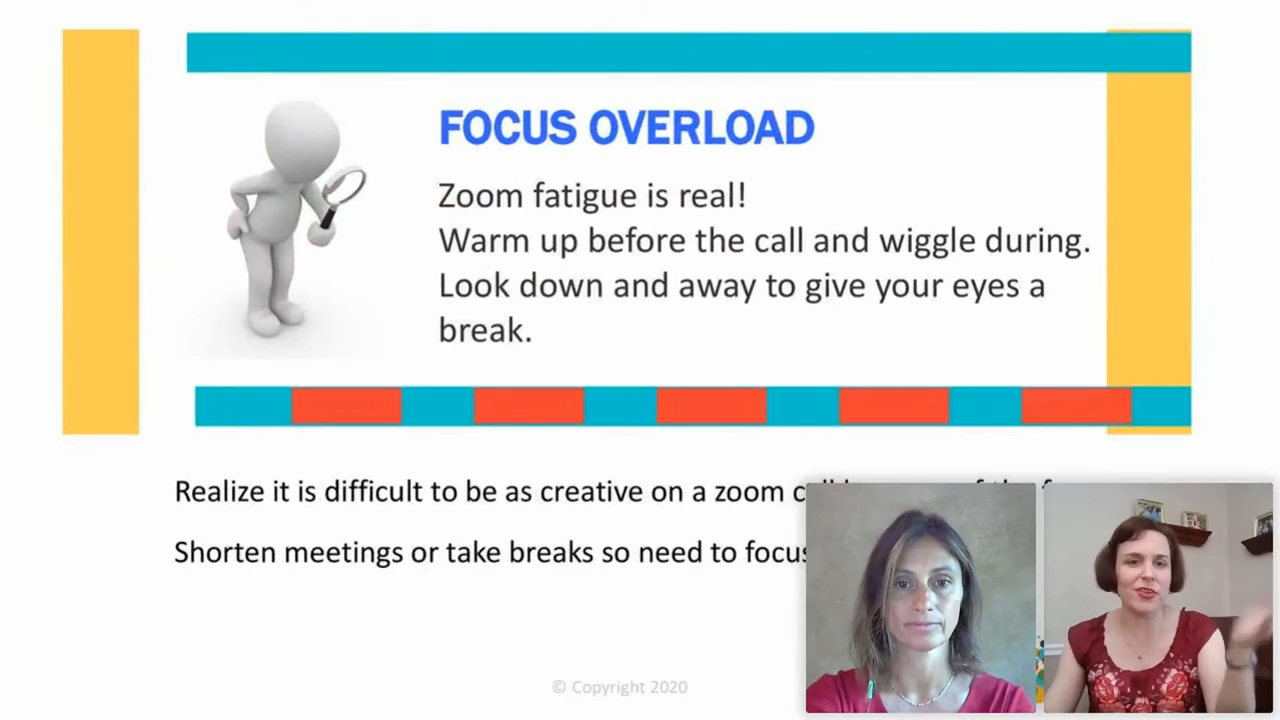 FOCUS OVERLOAD
Zoom fatigue is real!
Warm up before the call and wiggle during.
Look down and away to give your eyes a
break.
Realize it is difficult to be as creative on a zoom
Shorten meetings or take breaks so need to focus
© Copyright 2020